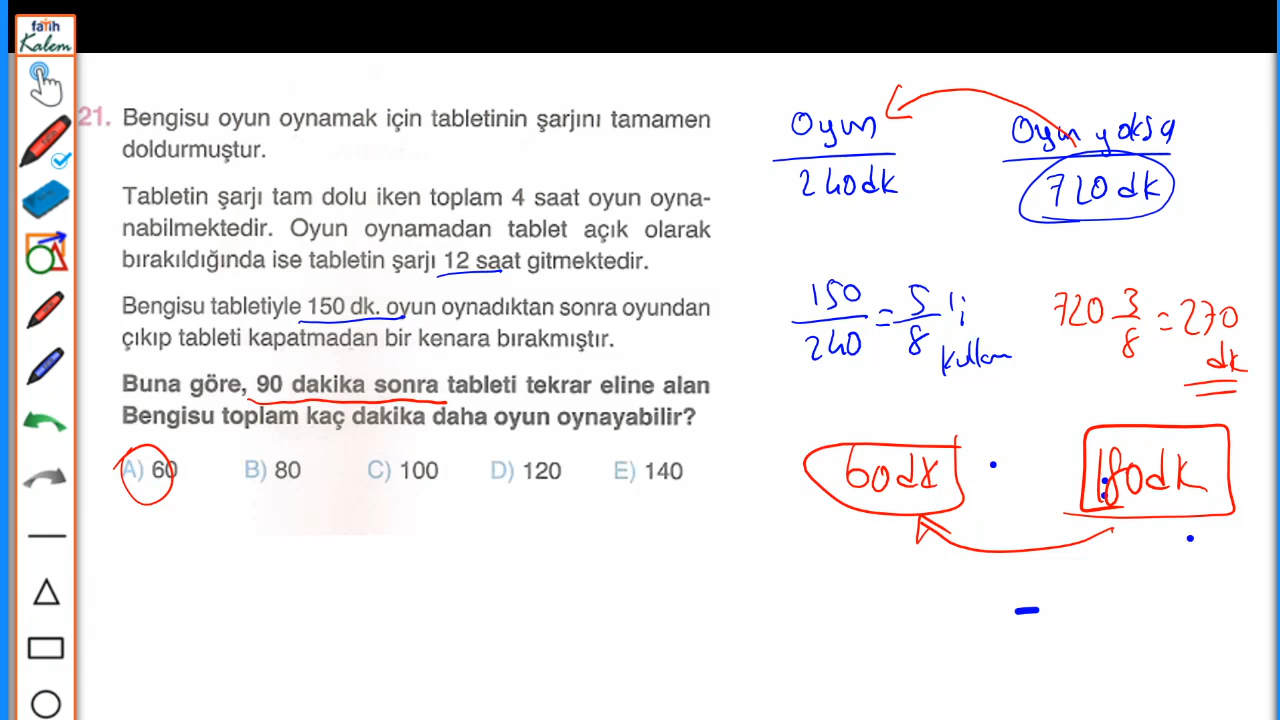 fatih
Kalem
21. Bengisu oyun oynamak için tabletinin şarjını tamamen
doldurmuştur.
Tabletin şarjı tam dolu iken toplam 4 saat oyun oyna-
nabilmektedir. Oyun oynamadan tablet açık olarak
bırakıldığında ise tabletin şarjı 12 saat gitmektedir.
Bengisu tabletiyle 150 dk. oyun oynadıktan sonra oyundan
çıkıp tableti kapatmadan bir kenara bırakmıştır.
Buna göre, 90 dakika sonra tableti tekrar eline alan
Bengisu toplam kaç dakika daha oyun oynayabilir?
A) 60 B) 80 C) 100 D) 120 E) 140
Oyun Oyun yoksa
240dk 720dk
150/240 = 5/8 'i
kullan
720 3/8 = 270
dk
60dk 180dk